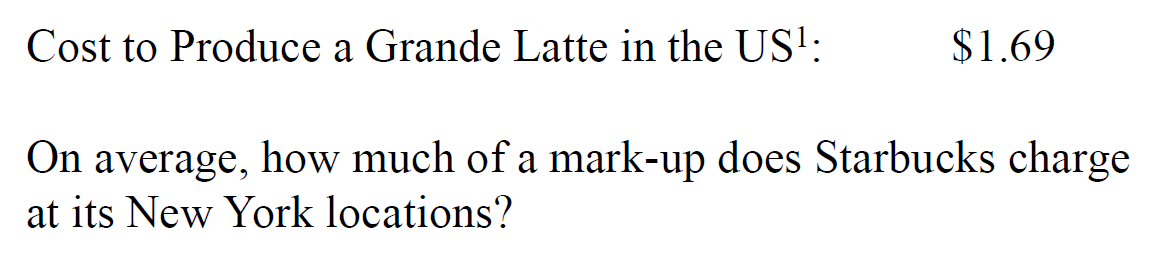 Cost to Produce a Grande Latte in the US¹: $1.69
On average, how much of a mark-up does Starbucks charge
at its New York locations?